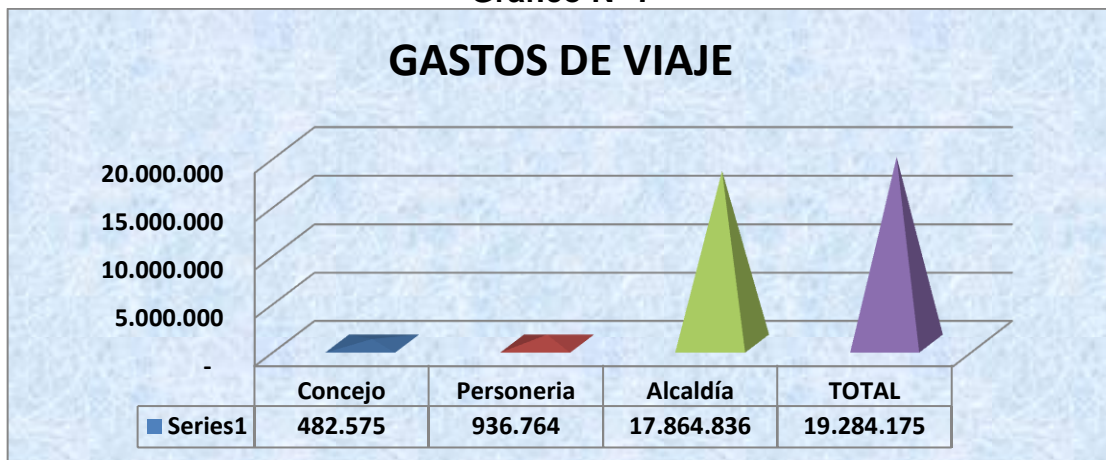 GASTOS DE VIAJE
20.000.000
15.000.000
10.000.000
5.000.000
-
Concejo Personeria Alcaldía TOTAL
Series1 482.575 936.764 17.864.836 19.284.175